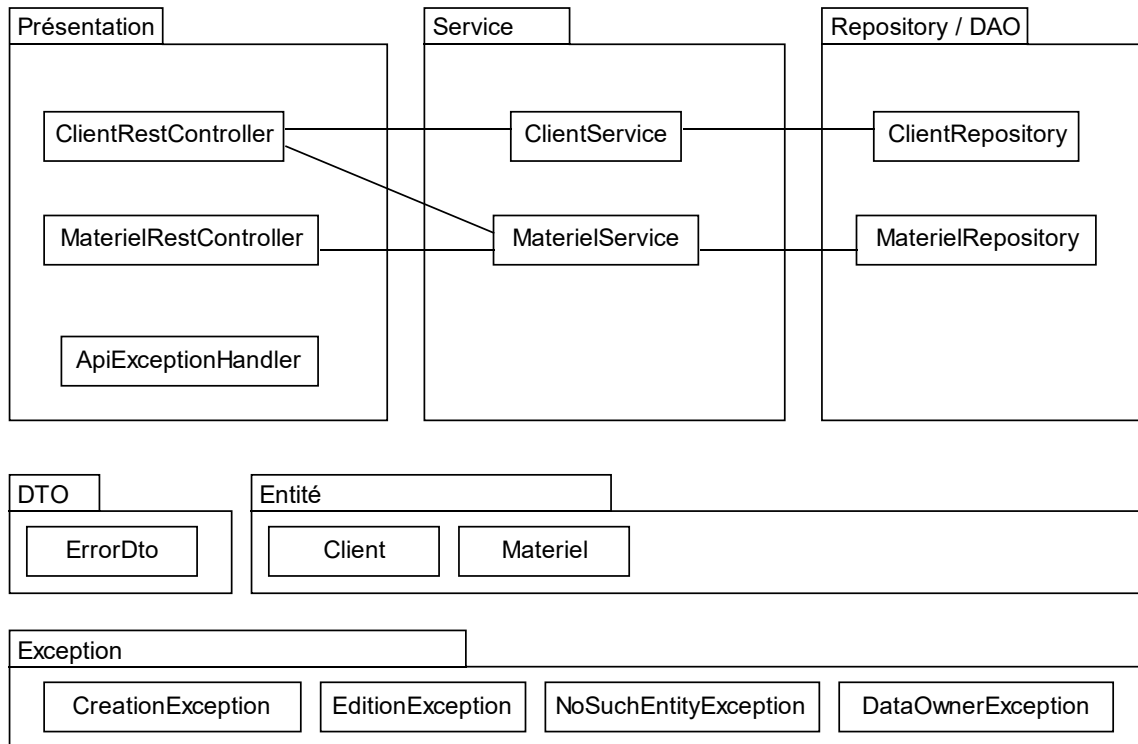 Présentation
Service
Repository / DAO
ClientRestController
ClientService
ClientRepository
MaterielRestController
MaterielService
MaterielRepository
ApiExceptionHandler
DTO
Entité
ErrorDto
Client
Materiel
Exception
CreationException
EditionException
NoSuchEntityException
DataOwnerException